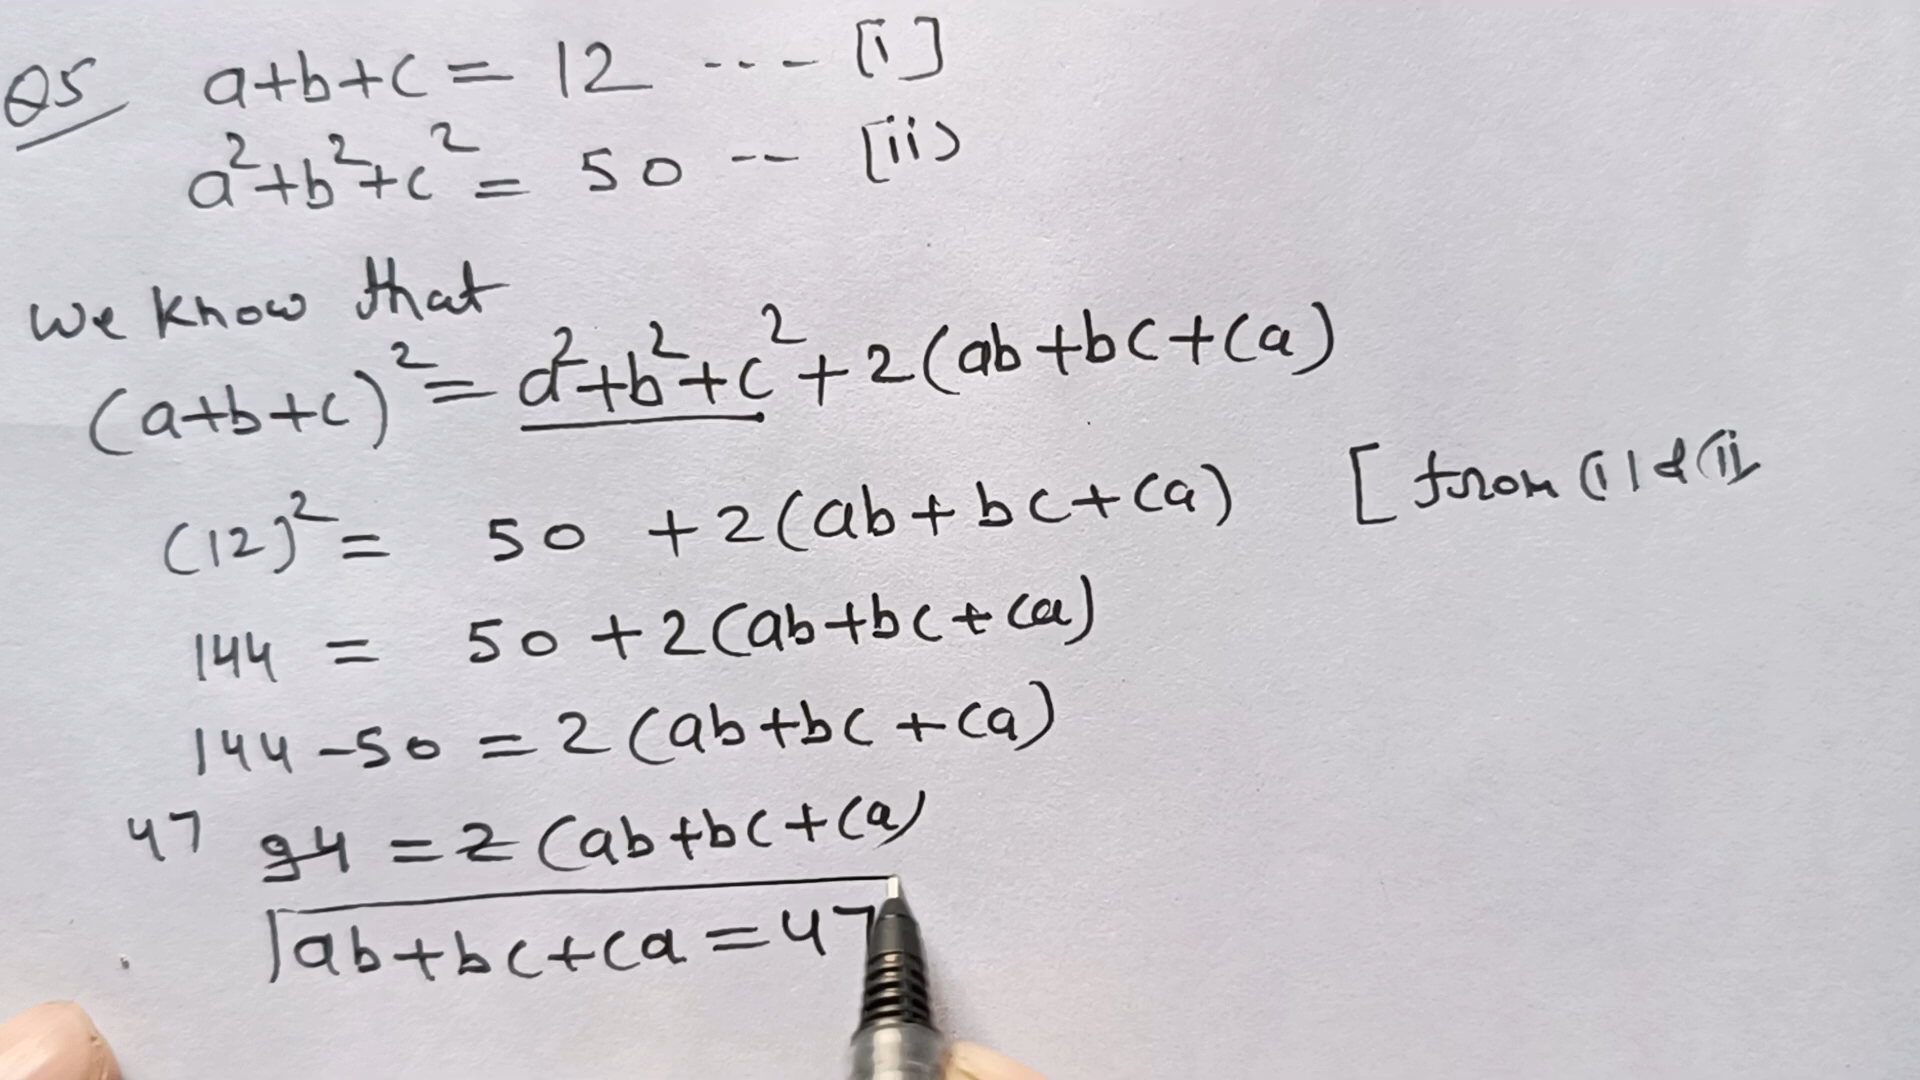 Q5 a+b+c = 12 --- [i]
a²+b²+c² = 50 -- [ii)
we know that
(a+b+c)² = a²+b²+c²+2(ab+bc+ca)
(12)² = 50 +2(ab+bc+ca) [from (i) & (ii
144 = 50+2(ab+bc+ca)
144-50 = 2(ab+bc+ca)
47 94 = 2(ab+bc+ca)
ab+bc+ca = 47